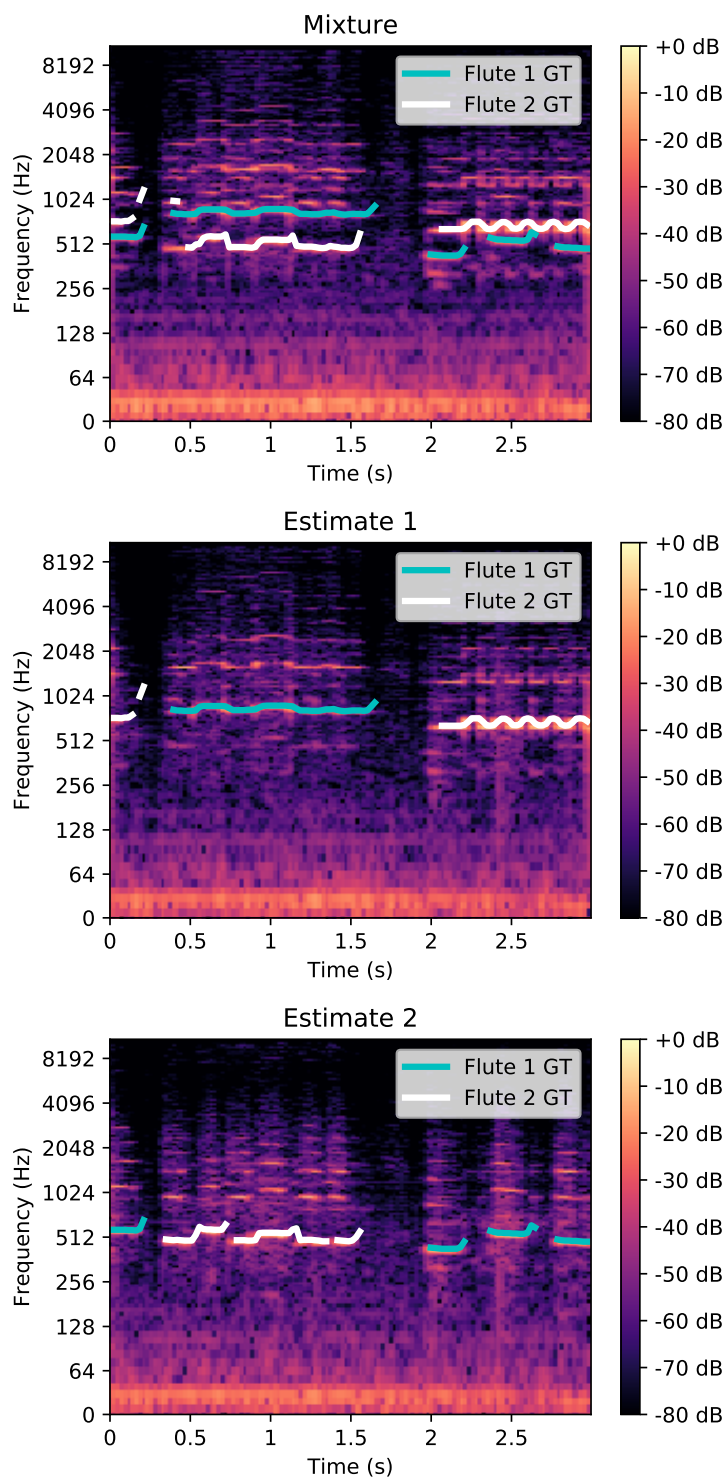 Mixture
Frequency (Hz)
8192
4096
2048
1024
512
256
128
64
0
Flute 1 GT
Flute 2 GT
0 0.5 1 1.5 2 2.5
Time (s)
+0 dB
-10 dB
-20 dB
-30 dB
-40 dB
-50 dB
-60 dB
-70 dB
-80 dB
Estimate 1
Frequency (Hz)
8192
4096
2048
1024
512
256
128
64
0
Flute 1 GT
Flute 2 GT
0 0.5 1 1.5 2 2.5
Time (s)
+0 dB
-10 dB
-20 dB
-30 dB
-40 dB
-50 dB
-60 dB
-70 dB
-80 dB
Estimate 2
Frequency (Hz)
8192
4096
2048
1024
512
256
128
64
0
Flute 1 GT
Flute 2 GT
0 0.5 1 1.5 2 2.5
Time (s)
+0 dB
-10 dB
-20 dB
-30 dB
-40 dB
-50 dB
-60 dB
-70 dB
-80 dB